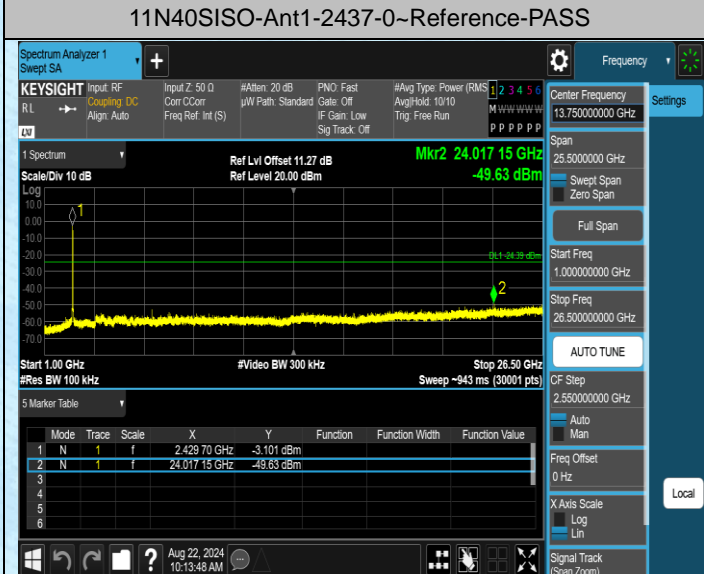 11N40SISO-Ant1-2437-0~Reference-PASS
Spectrum Analyzer 1
Swept SA
Frequency
KEYSIGHT
RL
LXI
Input: RF
Coupling: DC
Align: Auto
Input Z: 50 Ω
Corr CCorr
Freq Ref: Int (S)
#Atten: 20 dB
µW Path: Standard
PNO: Fast
Gate: Off
IF Gain: Low
Sig Track: Off
#Avg Type: Power (RMS
Avg|Hold: 10/10
Trig: Free Run
1 2 3 4 5 6
M W W W W W
P P P P P P
Center Frequency
13.750000000 GHz
Settings
Span
25.5000000 GHz
Swept Span
Zero Span
Full Span
Start Freq
1.000000000 GHz
Stop Freq
26.500000000 GHz
AUTO TUNE
CF Step
2.550000000 GHz
Auto
Man
Freq Offset
0 Hz
X Axis Scale
Log
Lin
Signal Track
(Span Zoom)
Local
1 Spectrum
Scale/Div 10 dB
Ref Lvl Offset 11.27 dB
Ref Level 20.00 dBm
Mkr2 24.017 15 GHz
-49.63 dBm
Log
10.0
0.00
-10.0
-20.0
-30.0
-40.0
-50.0
-60.0
-70.0
1
DL1 -24.39 dBm
2
Start 1.00 GHz
#Video BW 300 kHz
Stop 26.50 GHz
#Res BW 100 kHz
Sweep ~943 ms (30001 pts)
5 Marker Table
Mode Trace Scale X Y Function Function Width Function Value
1 N 1 f 2.429 70 GHz -3.101 dBm
2 N 1 f 24.017 15 GHz -49.63 dBm
3
4
5
6
Aug 22, 2024
10:13:48 AM